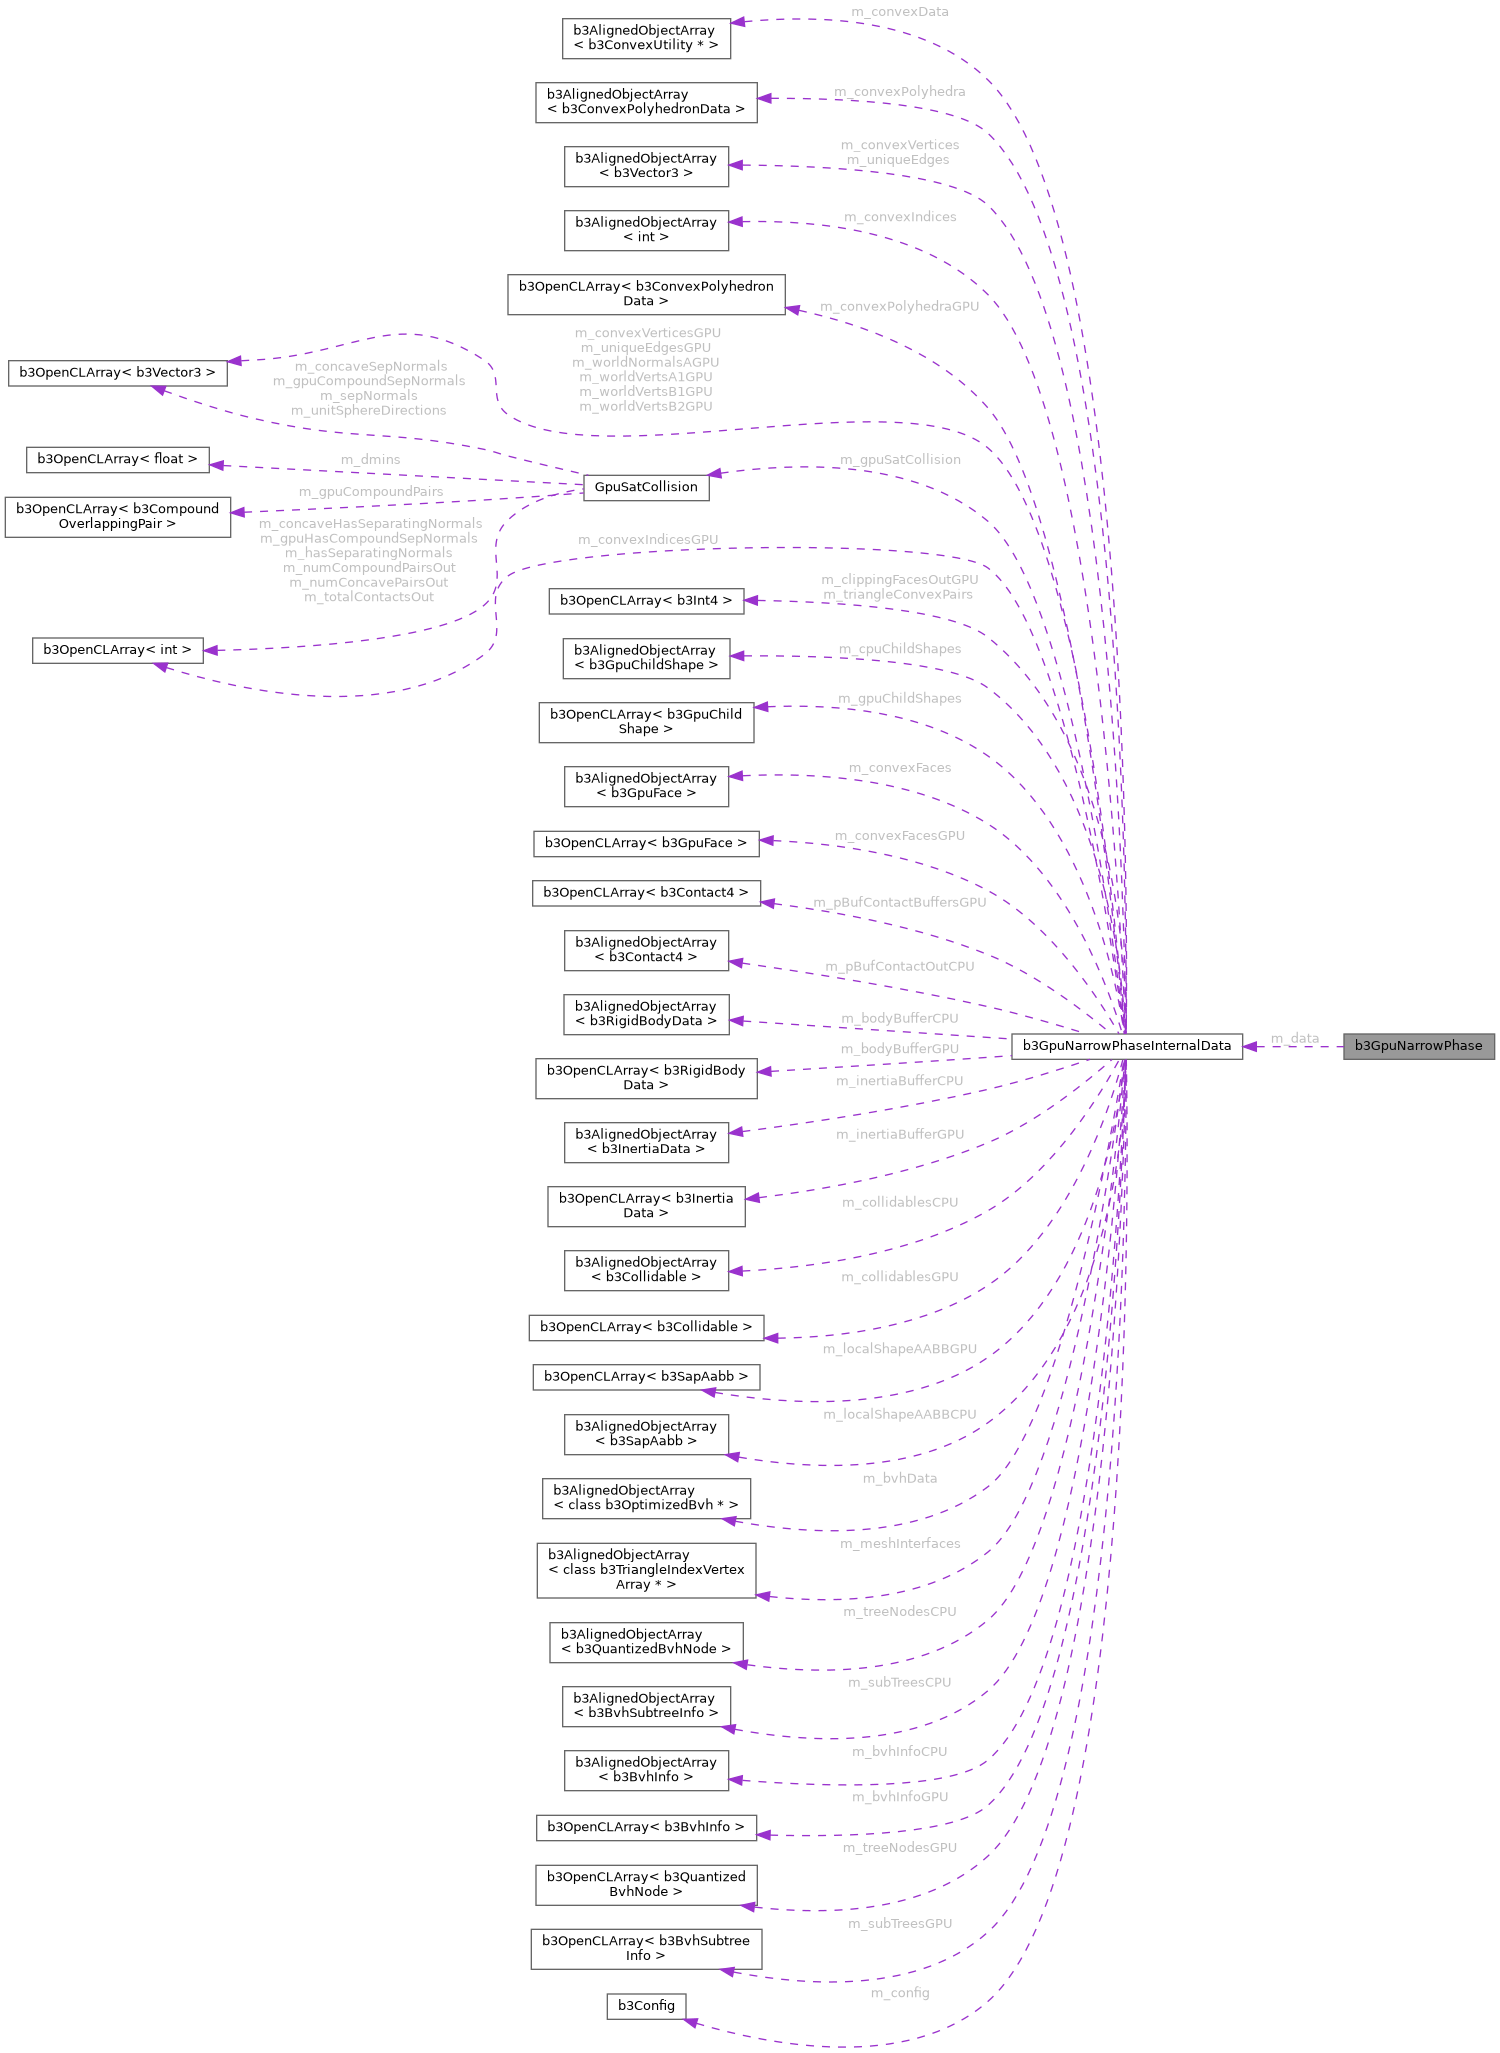 m_convexData
b3AlignedObjectArray
< b3ConvexUtility * >
m_convexPolyhedra
b3AlignedObjectArray
< b3ConvexPolyhedronData >
m_convexVertices
m_uniqueEdges
b3AlignedObjectArray
< b3Vector3 >
m_convexIndices
b3AlignedObjectArray
< int >
b3OpenCLArray< b3ConvexPolyhedron
Data >
m_convexPolyhedraGPU
m_convexVerticesGPU
m_uniqueEdgesGPU
m_worldNormalsAGPU
m_worldVertsA1GPU
m_worldVertsB1GPU
m_worldVertsB2GPU
b3OpenCLArray< b3Vector3 >
m_concaveSepNormals
m_gpuCompoundSepNormals
m_sepNormals
m_unitSphereDirections
b3OpenCLArray< float >
m_dmins
m_gpuSatCollision
GpuSatCollision
m_gpuCompoundPairs
b3OpenCLArray< b3Compound
OverlappingPair >
m_concaveHasSeparatingNormals
m_gpuHasCompoundSepNormals
m_hasSeparatingNormals
m_numCompoundPairsOut
m_numConcavePairsOut
m_totalContactsOut
m_convexIndicesGPU
b3OpenCLArray< int >
m_clippingFacesOutGPU
m_triangleConvexPairs
b3OpenCLArray< b3Int4 >
m_cpuChildShapes
b3AlignedObjectArray
< b3GpuChildShape >
m_gpuChildShapes
b3OpenCLArray< b3GpuChild
Shape >
m_convexFaces
b3AlignedObjectArray
< b3GpuFace >
m_convexFacesGPU
b3OpenCLArray< b3GpuFace >
b3OpenCLArray< b3Contact4 >
m_pBufContactBuffersGPU
b3AlignedObjectArray
< b3Contact4 >
m_pBufContactOutCPU
b3AlignedObjectArray
< b3RigidBodyData >
m_bodyBufferCPU
b3GpuNarrowPhaseInternalData
m_data
b3GpuNarrowPhase
m_bodyBufferGPU
b3OpenCLArray< b3RigidBody
Data >
m_inertiaBufferCPU
b3AlignedObjectArray
< b3InertiaData >
m_inertiaBufferGPU
b3OpenCLArray< b3Inertia
Data >
m_collidablesCPU
b3AlignedObjectArray
< b3Collidable >
m_collidablesGPU
b3OpenCLArray< b3Collidable >
m_localShapeAABBGPU
b3OpenCLArray< b3SapAabb >
m_localShapeAABBCPU
b3AlignedObjectArray
< b3SapAabb >
m_bvhData
b3AlignedObjectArray
< class b3OptimizedBvh * >
m_meshInterfaces
b3AlignedObjectArray
< class b3TriangleIndexVertex
Array * >
m_treeNodesCPU
b3AlignedObjectArray
< b3QuantizedBvhNode >
m_subTreesCPU
b3AlignedObjectArray
< b3BvhSubtreeInfo >
m_bvhInfoCPU
b3AlignedObjectArray
< b3BvhInfo >
m_bvhInfoGPU
b3OpenCLArray< b3BvhInfo >
m_treeNodesGPU
b3OpenCLArray< b3Quantized
BvhNode >
m_subTreesGPU
b3OpenCLArray< b3BvhSubtree
Info >
m_config
b3Config